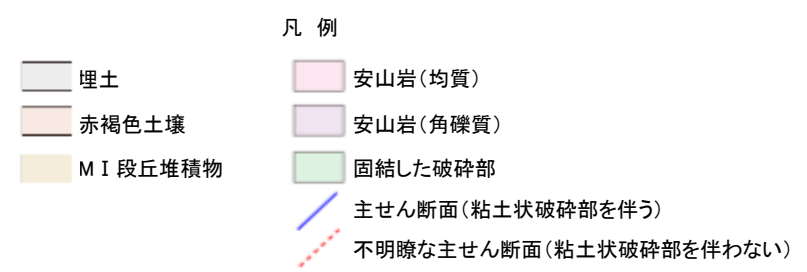 凡 例
埋土
赤褐色土壌
ＭⅠ段丘堆積物
安山岩（均質）
安山岩（角礫質）
固結した破砕部
主せん断面（粘土状破砕部を伴う）
不明瞭な主せん断面（粘土状破砕部を伴わない）